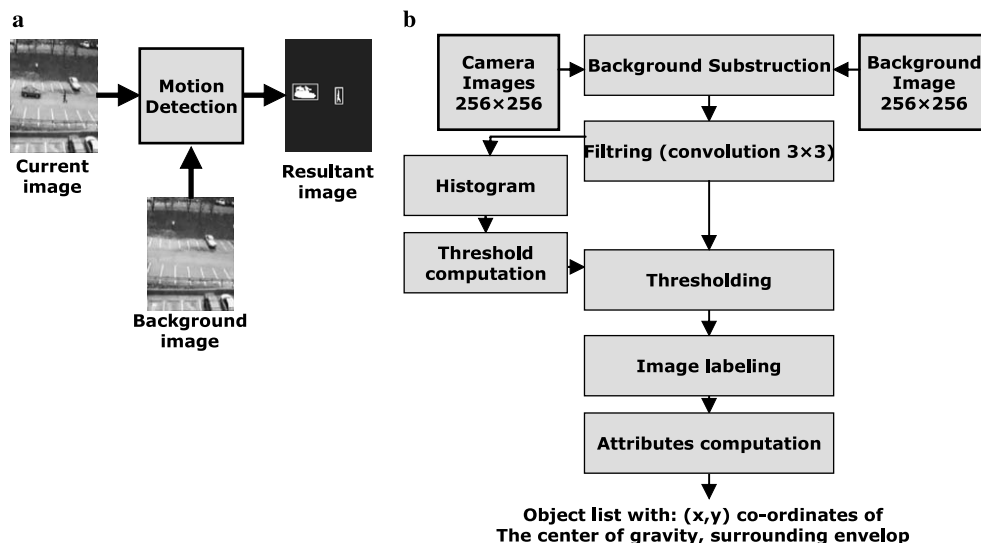 a
Motion
Detection
Current
image
Resultant
image
Background
image
b
Camera
Images
256×256
Background Substruction
Background
Image
256×256
Filtring (convolution 3×3)
Histogram
Threshold
computation
Thresholding
Image labeling
Attributes computation
Object list with: (x,y) co-ordinates of
The center of gravity, surrounding envelop